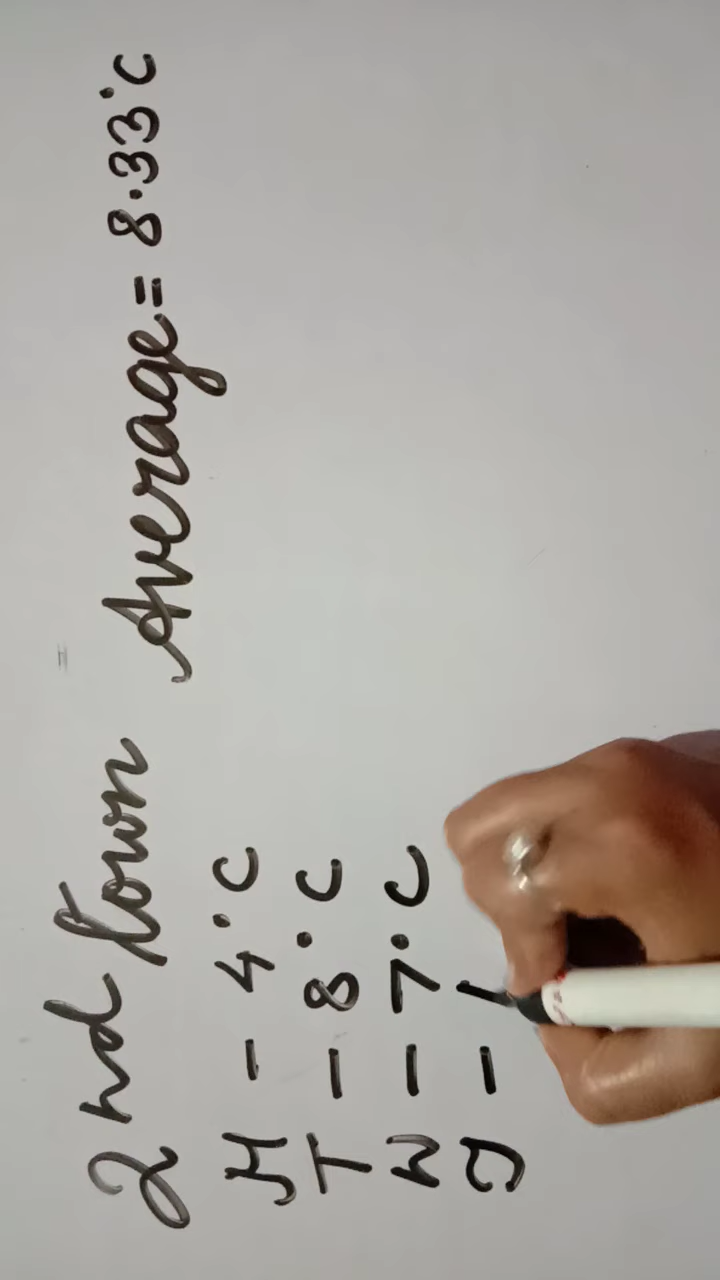 2nd Town Average = 8.33°C
M - 4°C
T - 8°C
W - 7°C
J -